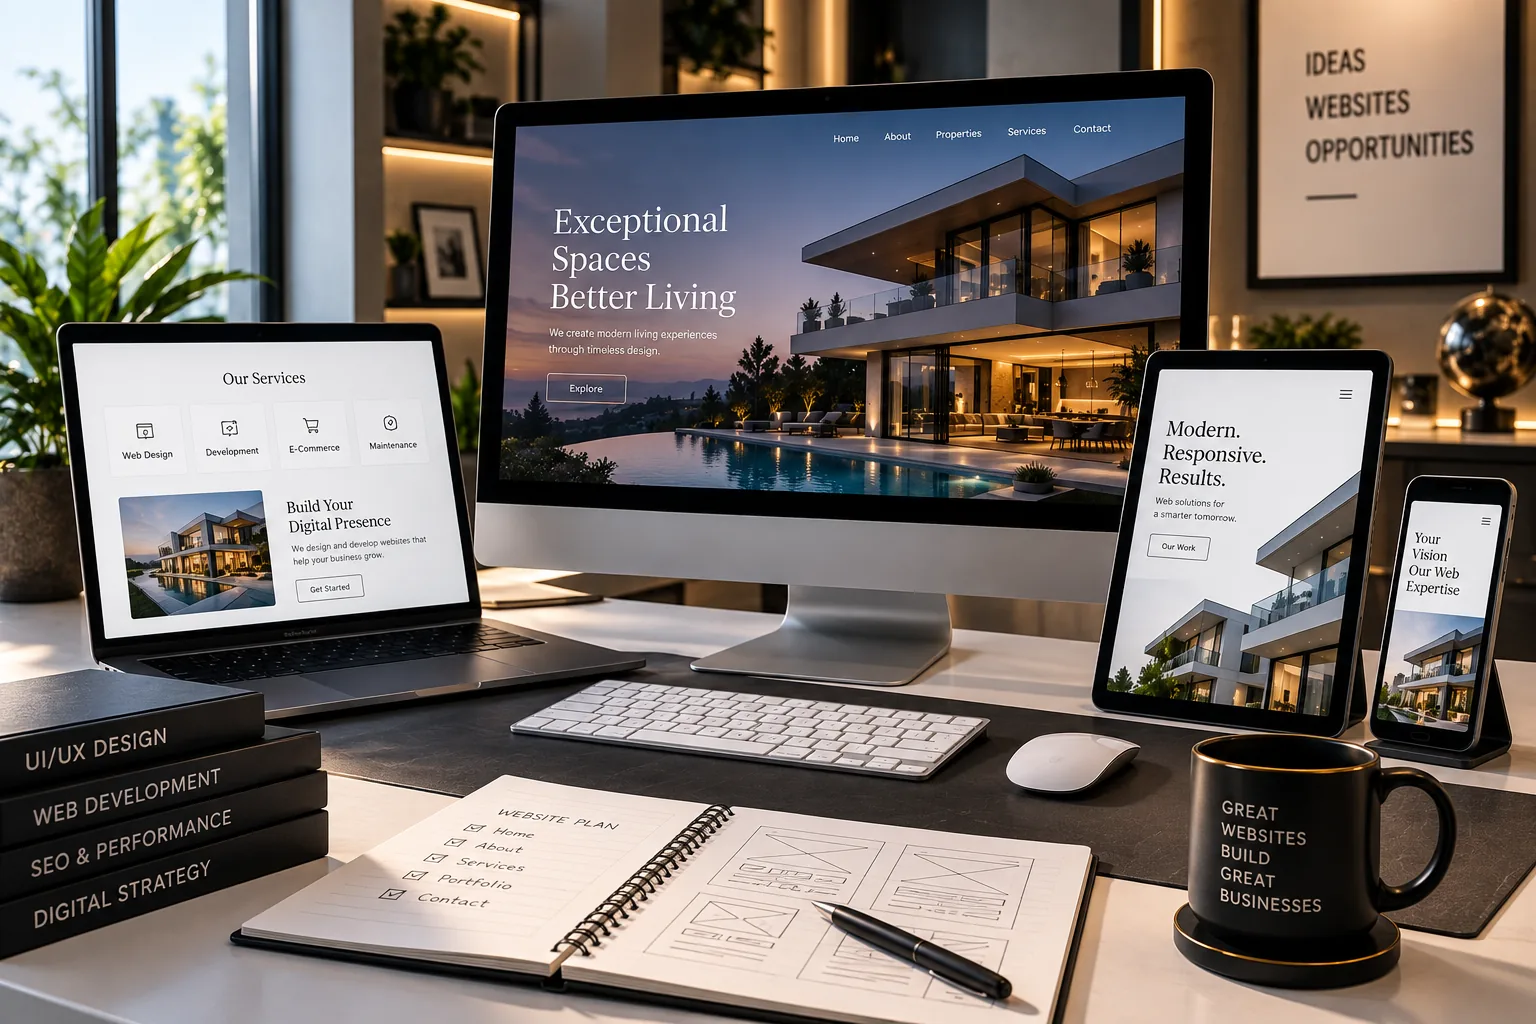 IDEAS
WEBSITES
OPPORTUNITIES
Home About Properties Services Contact
Exceptional
Spaces
Better Living
We create modern living experiences
through timeless design.
Explore
Our Services
Web Design Development E-Commerce Maintenance
Build Your
Digital Presence
We design and develop websites that
help your business grow.
Get Started
Modern.
Responsive.
Results.
Web solutions for
a smarter tomorrow.
Our Work
Your
Vision
Our Web
Expertise
UI/UX DESIGN
WEB DEVELOPMENT
SEO & PERFORMANCE
DIGITAL STRATEGY
WEBSITE PLAN
Home
About
Services
Portfolio
Contact
GREAT
WEBSITES
BUILD
GREAT
BUSINESSES